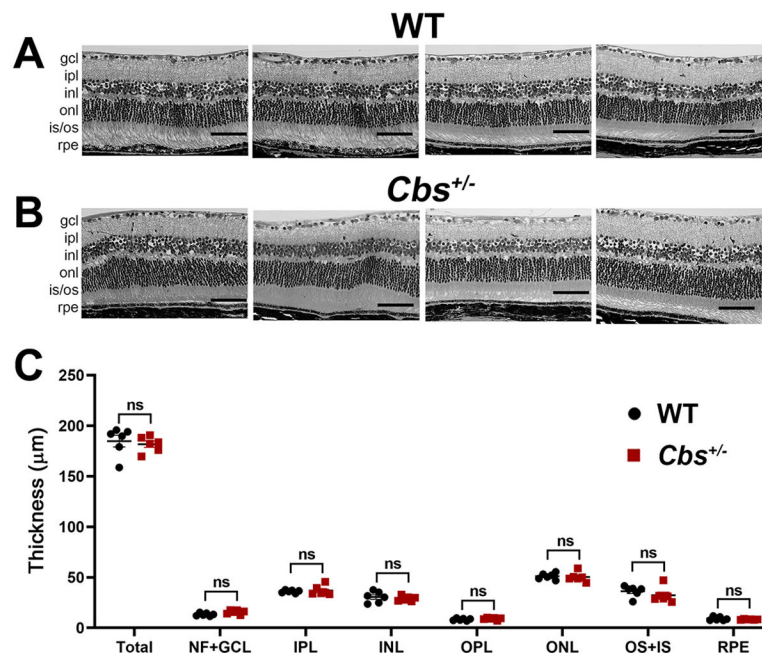 WT
A
gcl
ipl
inl
onl
is/os
rpe
Cbs+/-
B
gcl
ipl
inl
onl
is/os
rpe
C
Thickness (μm)
250
200
150
100
50
0
ns
ns
ns
ns
ns
ns
ns
ns
WT
Cbs+/-
Total NF+GCL IPL INL OPL ONL OS+IS RPE